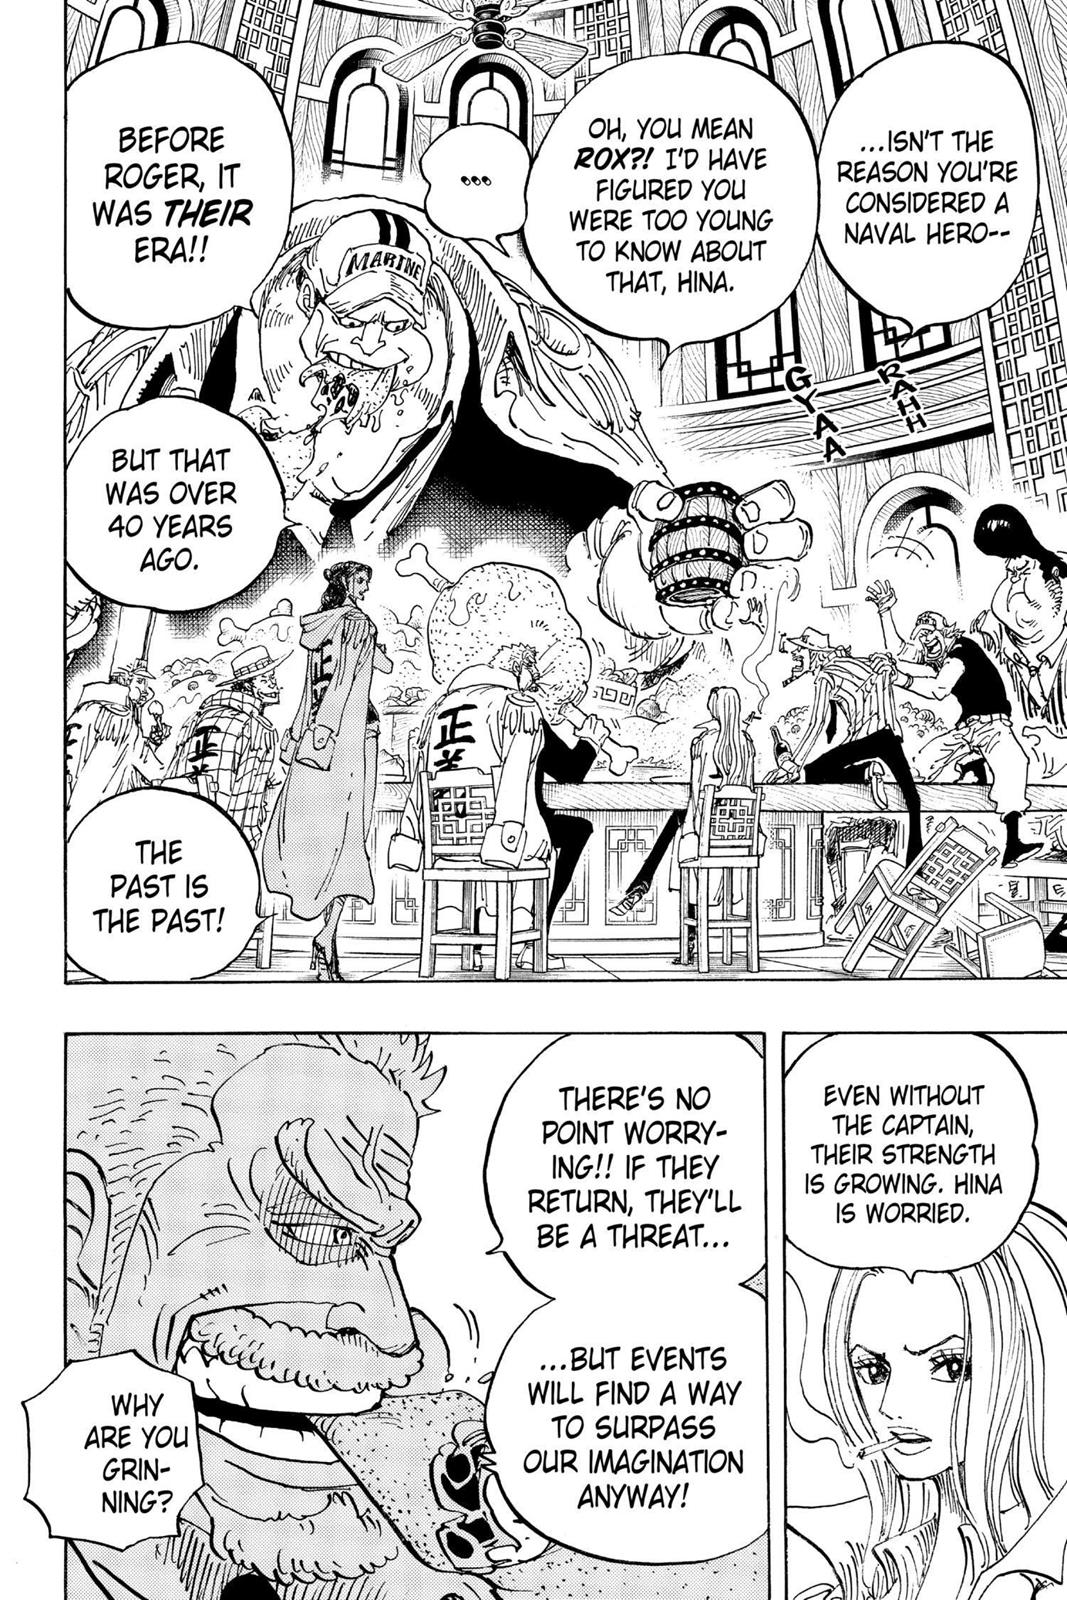 ...ISN'T THE
REASON YOU'RE
CONSIDERED A
NAVAL HERO--
OH, YOU MEAN
ROX?! I'D HAVE
FIGURED YOU
WERE TOO YOUNG
TO KNOW ABOUT
THAT, HINA.
...
BEFORE
ROGER, IT
WAS THEIR
ERA!!
MARINE
RAHH
GYAA
BUT THAT
WAS OVER
40 YEARS
AGO.
正
正
THE
PAST IS
THE PAST!
EVEN WITHOUT
THE CAPTAIN,
THEIR STRENGTH
IS GROWING. HINA
IS WORRIED.
THERE'S NO
POINT WORRY-
ING!! IF THEY
RETURN, THEY'LL
BE A THREAT...
...BUT EVENTS
WILL FIND A WAY
TO SURPASS
OUR IMAGINATION
ANYWAY!
WHY
ARE YOU
GRIN-
NING?